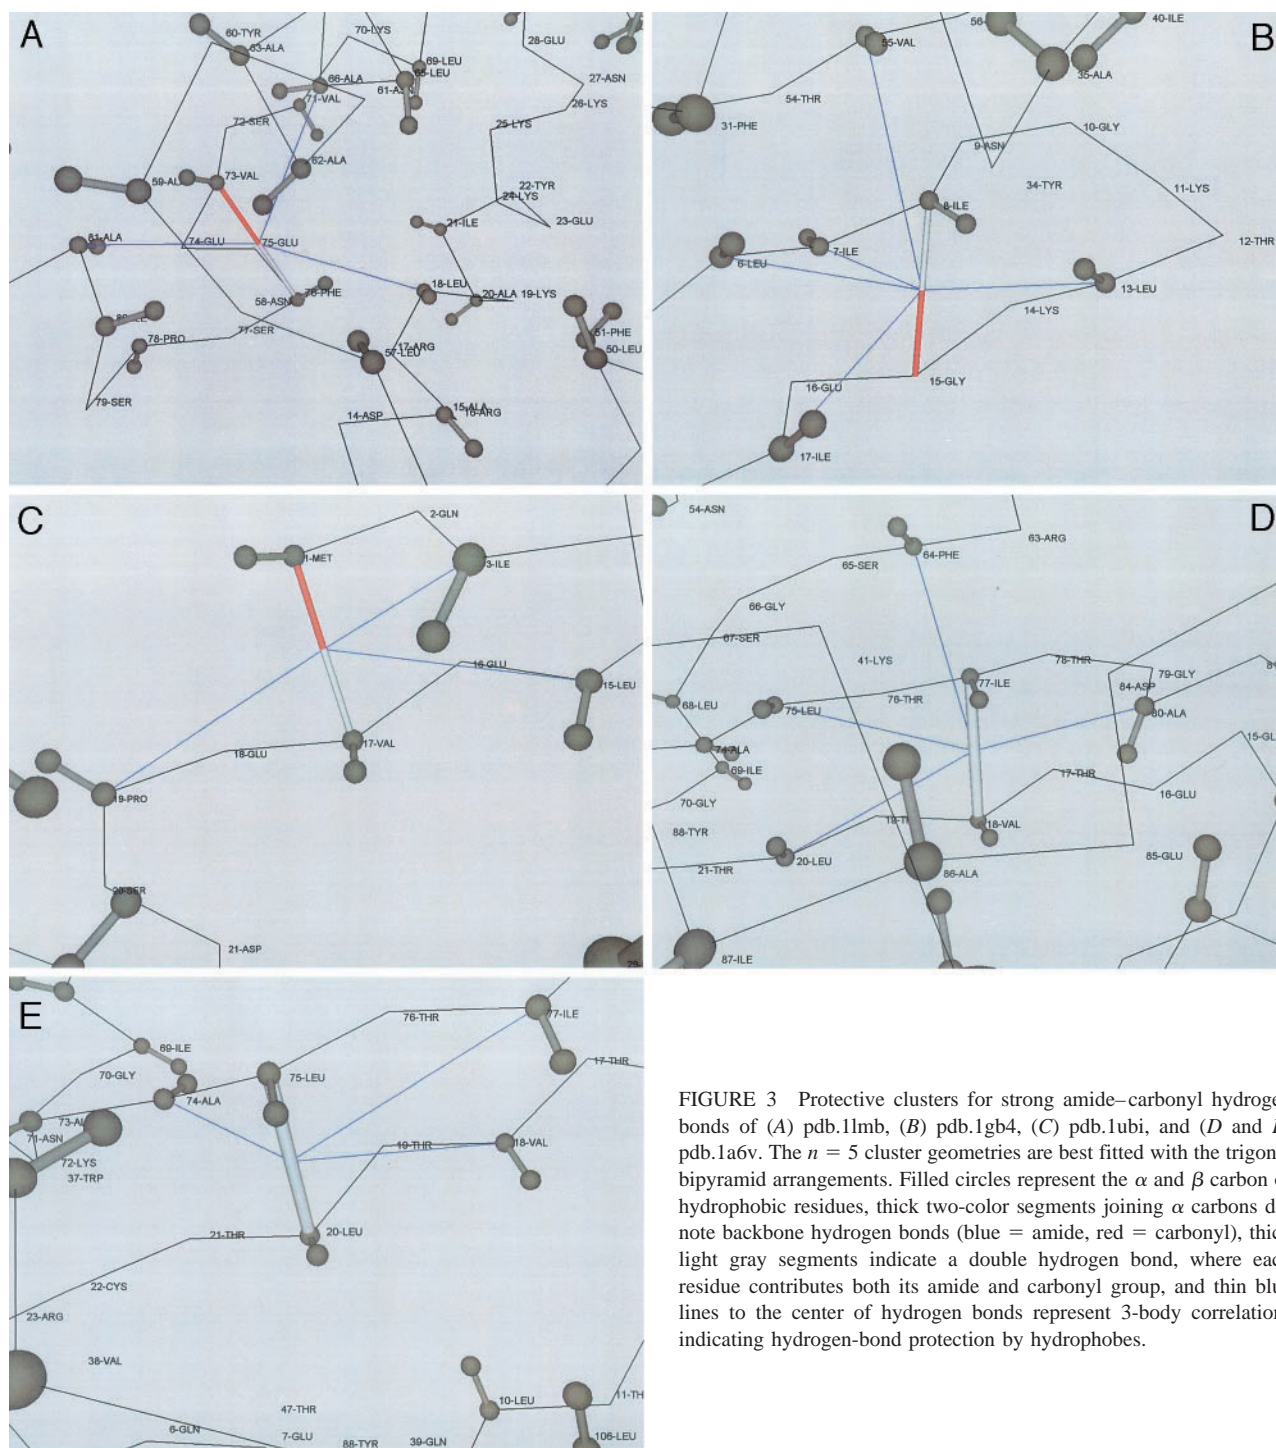 A
60-TYR
63-ALA
70-LYS
69-LEU
65-LEU
28-GLU
66-ALA
61-ASN
27-ASN
71-VAL
26-LYS
72-SER
25-LYS
62-ALA
73-VAL
59-ALA
22-TYR
24-LYS
23-GLU
21-ILE
81-ALA
74-GLU
75-GLU
18-LEU
76-PHE
58-ASN
20-ALA
19-LYS
77-SER
78-PRO
51-PHE
17-ARG
57-LEU
50-LEU
79-SER
15-ALA
14-ASP
16-ARG
B
56-
40-ILE
55-VAL
35-ALA
54-THR
31-PHE
10-GLY
9-ASN
34-TYR
11-LYS
8-ILE
12-THR
7-ILE
6-LEU
13-LEU
14-LYS
16-GLU
15-GLY
17-ILE
C
2-GLN
1-MET
3-ILE
16-GLU
15-LEU
17-VAL
18-GLU
19-PRO
20-SER
21-ASP
29-
D
54-ASN
63-ARG
64-PHE
65-SER
66-GLY
67-SER
41-LYS
78-THR
79-GLY
77-ILE
84-ASP
76-THR
68-LEU
75-LEU
80-ALA
15-GL
74-ALA
69-ILE
17-THR
16-GLU
70-GLY
88-TYR
18-VAL
85-GLU
20-LEU
21-THR
86-ALA
87-ILE
E
76-THR
77-ILE
69-ILE
17-THR
70-GLY
75-LEU
74-ALA
73-AL
71-ASN
19-THR
18-VAL
72-LYS
37-TRP
21-THR
20-LEU
22-CYS
23-ARG
38-VAL
10-LEU
11-TH
47-THR
6-GLN
7-GLU
88-TYR
39-GLN
106-LEU
FIGURE 3 Protective clusters for strong amide–carbonyl hydroge
bonds of (A) pdb.1lmb, (B) pdb.1gb4, (C) pdb.1ubi, and (D and
pdb.1a6v. The n = 5 cluster geometries are best fitted with the trigon
bipyramid arrangements. Filled circles represent the α and β carbon
hydrophobic residues, thick two-color segments joining α carbons d
note backbone hydrogen bonds (blue = amide, red = carbonyl), thic
light gray segments indicate a double hydrogen bond, where eac
residue contributes both its amide and carbonyl group, and thin blu
lines to the center of hydrogen bonds represent 3-body correlation
indicating hydrogen-bond protection by hydrophobes.